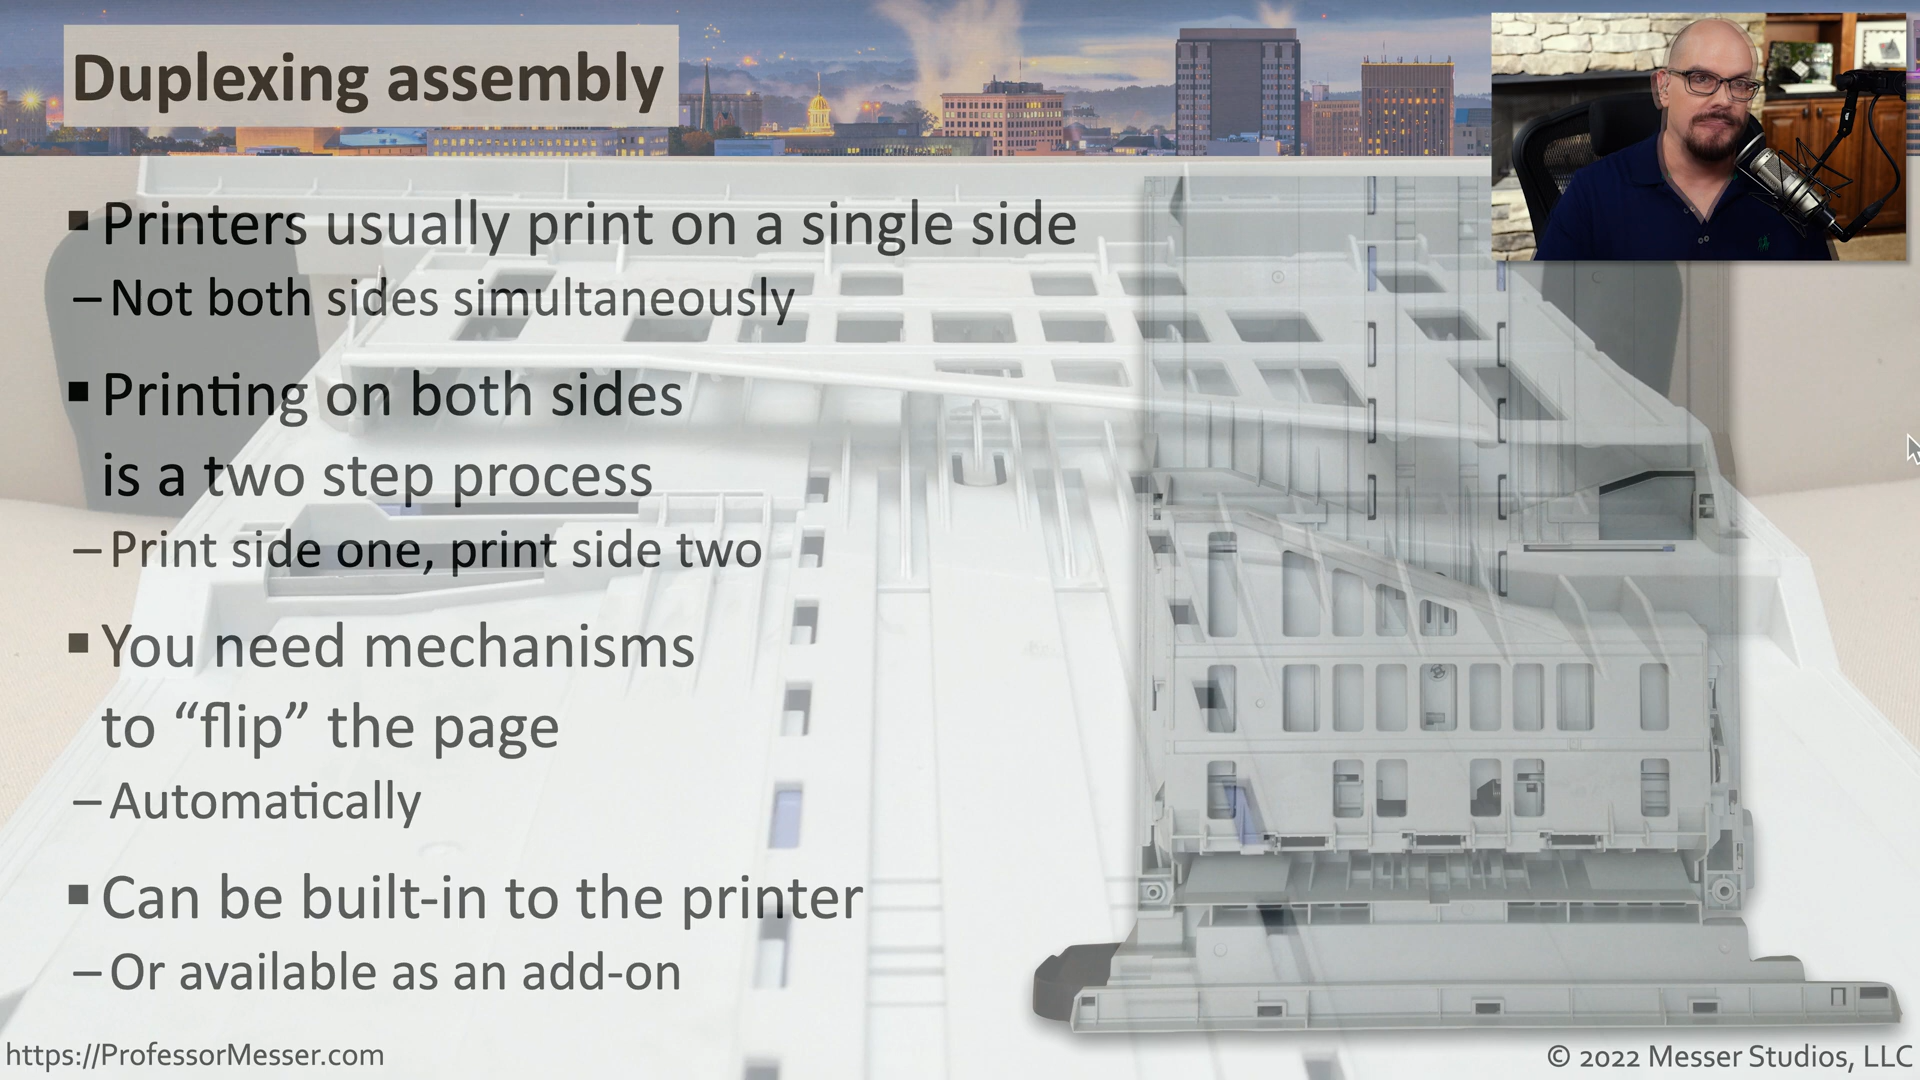 Duplexing assembly
▪ Printers usually print on a single side
– Not both sides simultaneously
▪ Printing on both sides
is a two step process
– Print side one, print side two
▪ You need mechanisms
to “flip” the page
– Automatically
▪ Can be built-in to the printer
– Or available as an add-on
https://ProfessorMesser.com
© 2022 Messer Studios, LLC